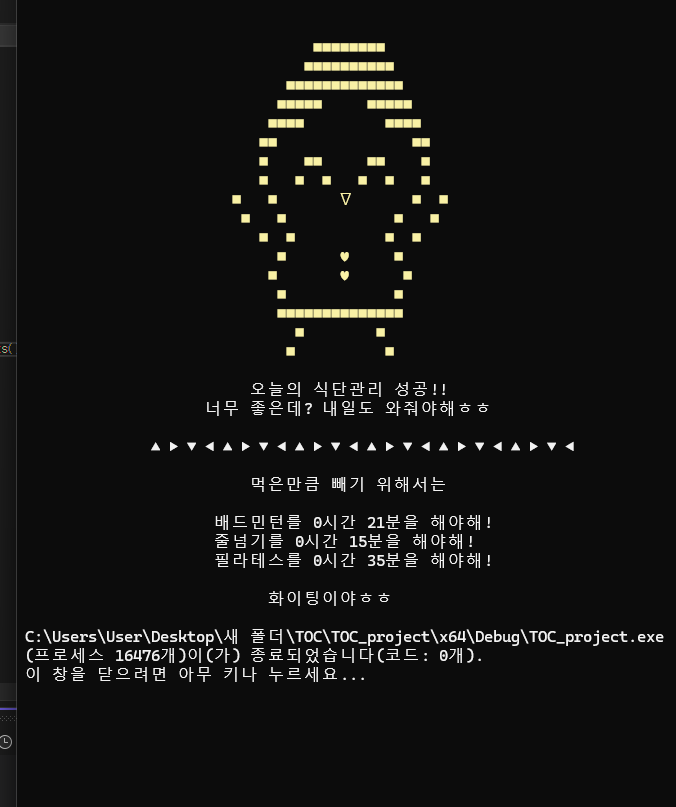 s(
오늘의 식단관리 성공!!
너무 좋은데? 내일도 와줘야해ㅎㅎ
▲ ▶ ▼ ◀ ▲ ▶ ▼ ◀ ▲ ▶ ▼ ◀ ▲ ▶ ▼ ◀ ▲ ▶ ▼ ◀ ▲ ▶ ▼ ◀
먹은만큼 빼기 위해서는
배드민턴를 0시간 21분을 해야해!
줄넘기를 0시간 15분을 해야해!
필라테스를 0시간 35분을 해야해!
화이팅이야ㅎㅎ
C:\Users\User\Desktop\새 폴더\TOC\TOC_project\x64\Debug\TOC_project.exe
(프로세스 16476개)이(가) 종료되었습니다(코드: 0개).
이 창을 닫으려면 아무 키나 누르세요...